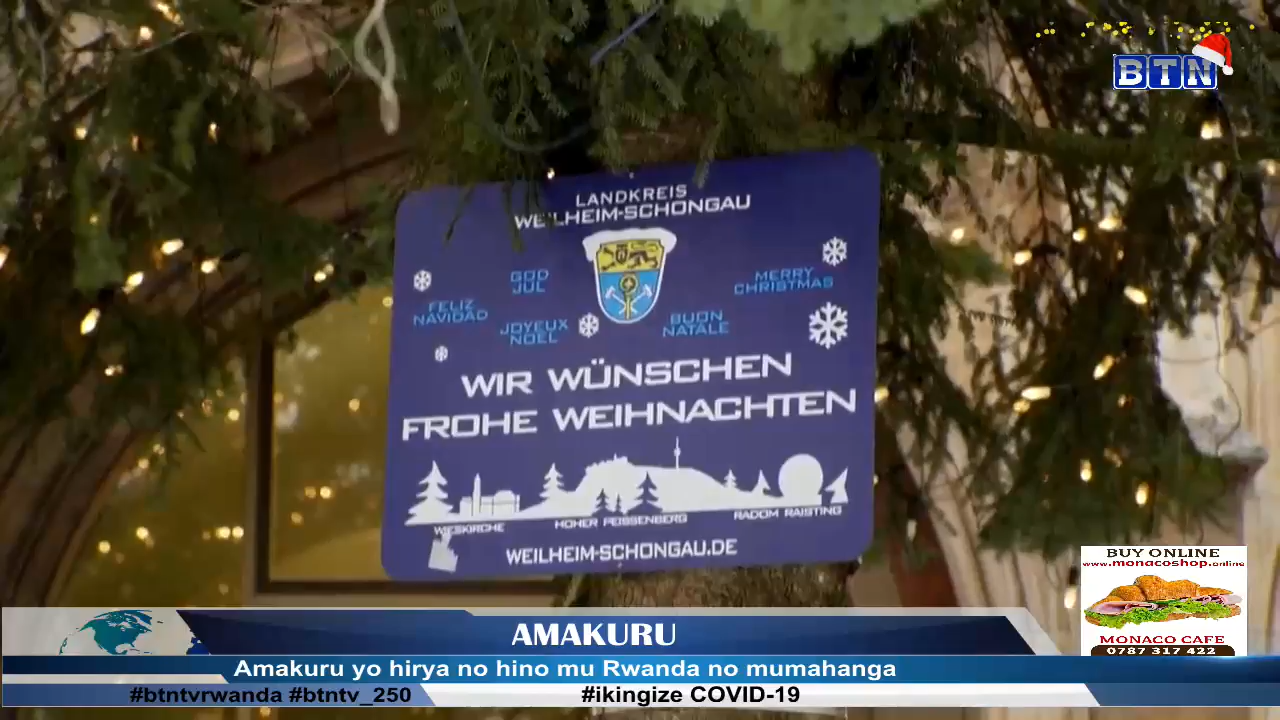 BTN
LANDKREIS
WEILHEIM-SCHONGAU
GOD
JUL
MERRY
CHRISTMAS
FELIZ
NAVIDAD
JOYEUX
NOEL
BUON
NATALE
WIR WÜNSCHEN
FROHE WEIHNACHTEN
WIESKIRCHE
HOHER PEISSENBERG
RADOM RAISTING
WEILHEIM-SCHONGAU.DE
BUY ONLINE
www.monacoshop.online
MONACO CAFE
0787 317 422
AMAKURU
Amakuru yo hirya no hino mu Rwanda no mumahanga
#btntvrwanda #btntv_250
#ikingize COVID-19